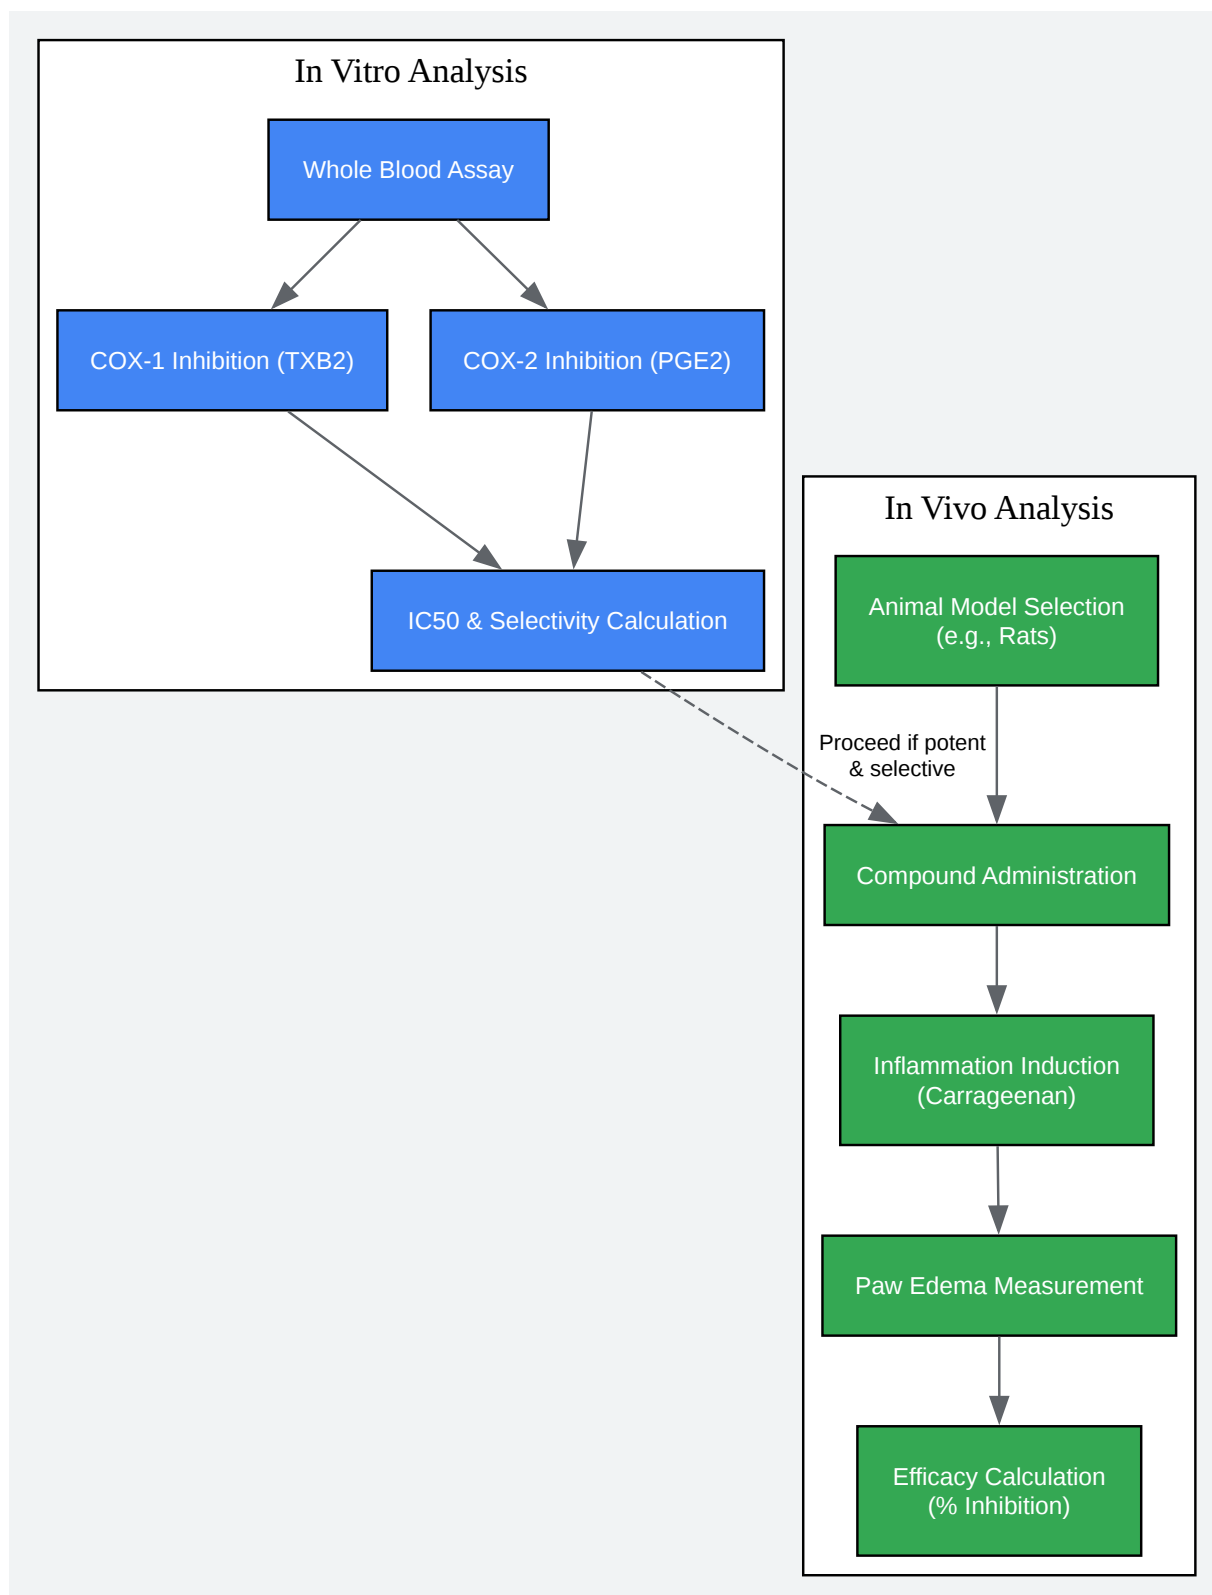 In Vitro Analysis
Whole Blood Assay
COX-1 Inhibition (TXB2)
COX-2 Inhibition (PGE2)
IC50 & Selectivity Calculation
In Vivo Analysis
Animal Model Selection
(e.g., Rats)
Proceed if potent
& selective
Compound Administration
Inflammation Induction
(Carrageenan)
Paw Edema Measurement
Efficacy Calculation
(% Inhibition)